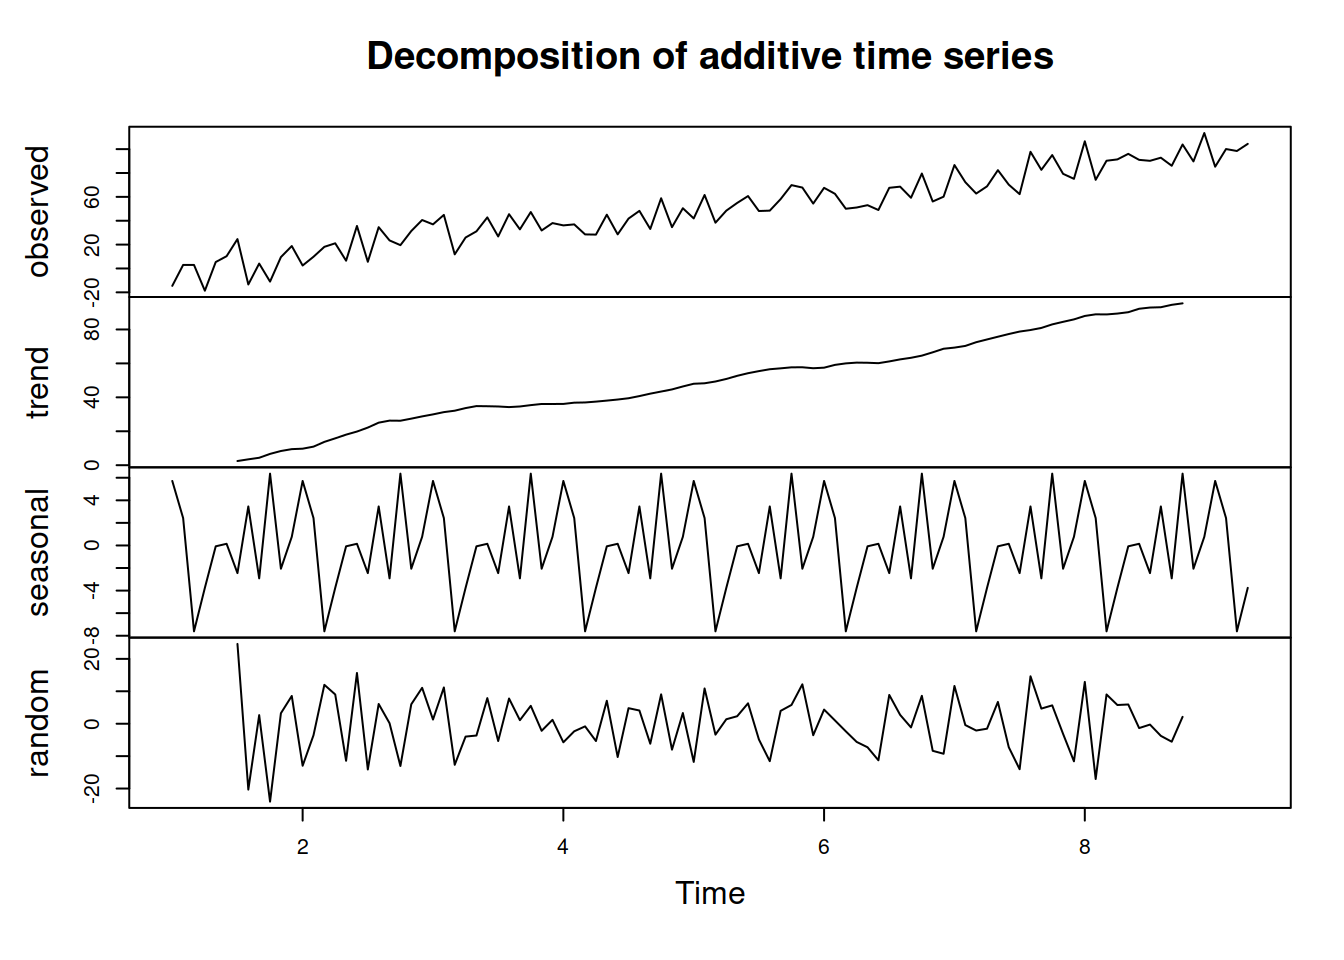 Decomposition of additive time series
observed
-20 20 60
trend
0 40 80
seasonal
-8 -4 0 4
random
-20 0 20
2 4 6 8
Time